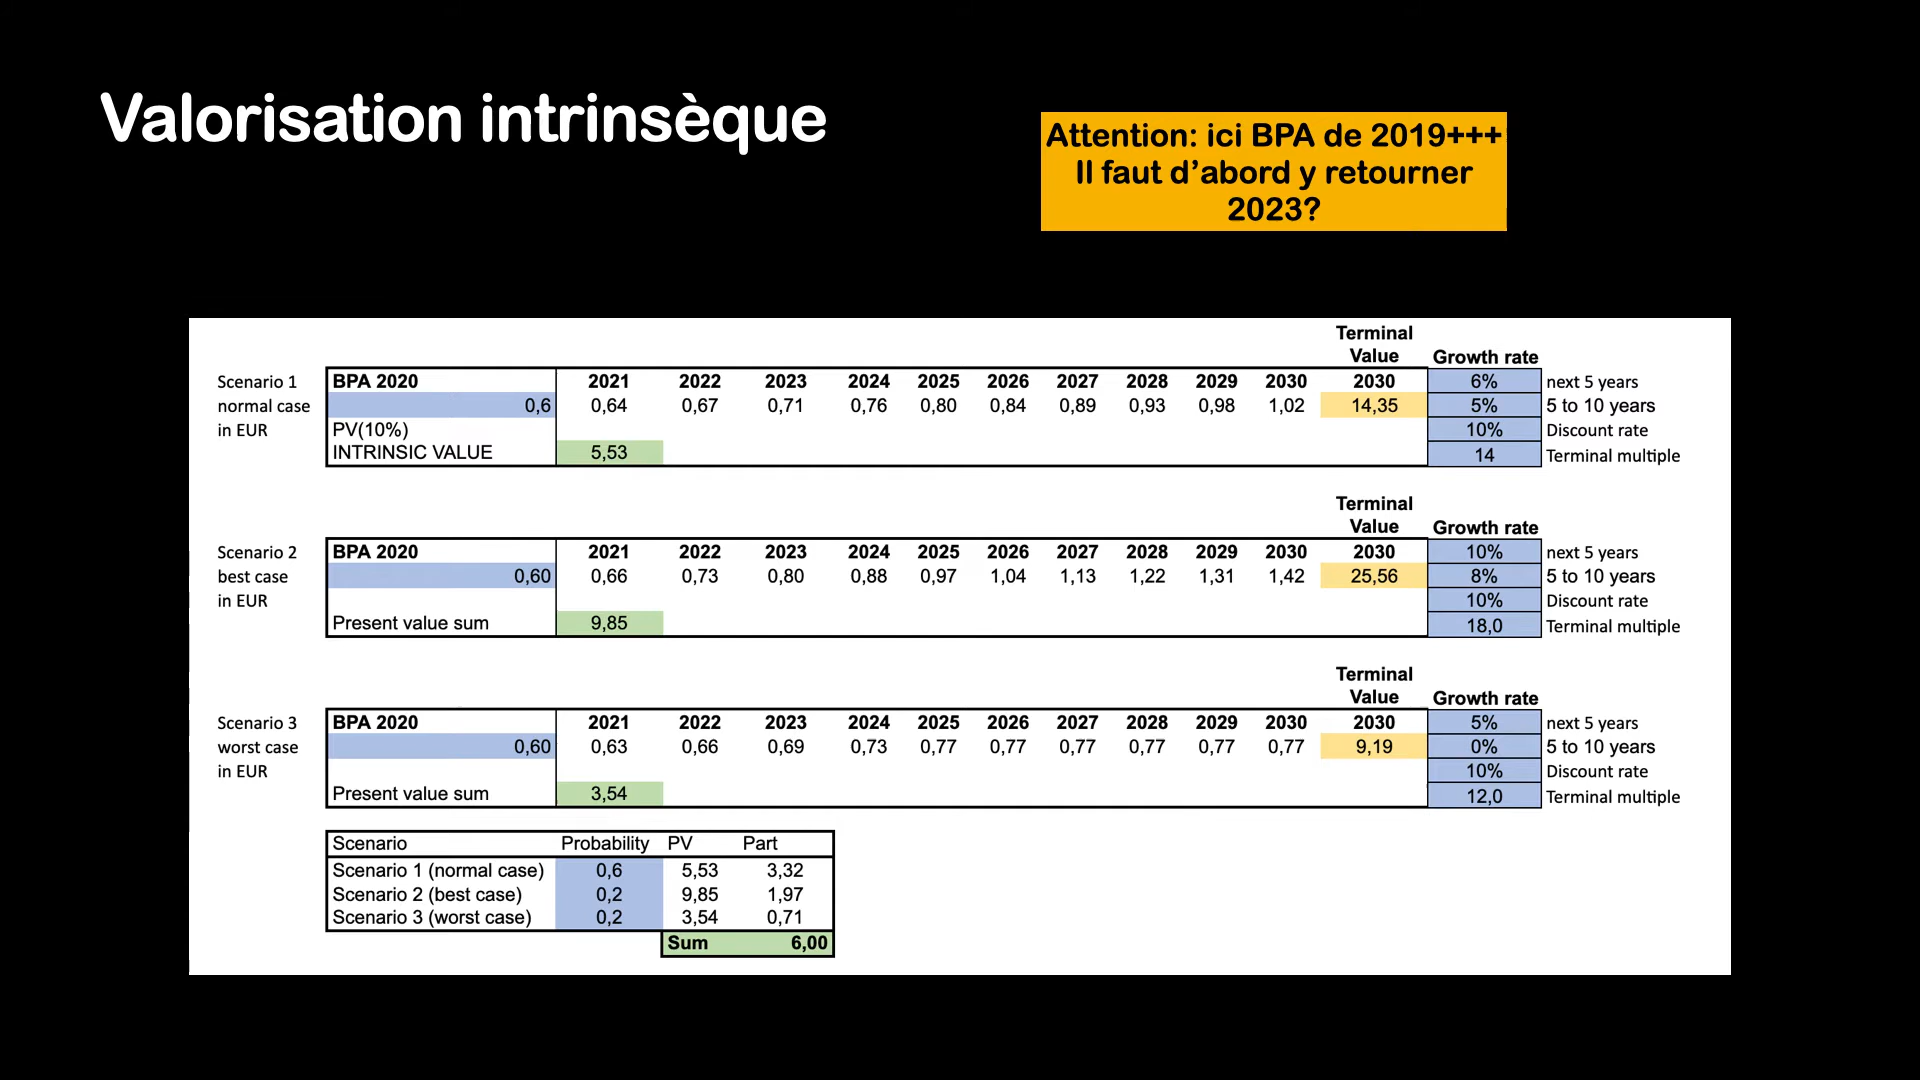 Valorisation intrinsèque
Attention: ici BPA de 2019+++
Il faut d'abord y retourner
2023?
Terminal
Value Growth rate
Scenario 1 BPA 2020 2021 2022 2023 2024 2025 2026 2027 2028 2029 2030 2030 6% next 5 years
normal case 0,6 0,64 0,67 0,71 0,76 0,80 0,84 0,89 0,93 0,98 1,02 14,35 5% 5 to 10 years
in EUR PV(10%) 10% Discount rate
INTRINSIC VALUE 5,53 14 Terminal multiple
Terminal
Value Growth rate
Scenario 2 BPA 2020 2021 2022 2023 2024 2025 2026 2027 2028 2029 2030 2030 10% next 5 years
best case 0,60 0,66 0,73 0,80 0,88 0,97 1,04 1,13 1,22 1,31 1,42 25,56 8% 5 to 10 years
in EUR 10% Discount rate
Present value sum 9,85 18,0 Terminal multiple
Terminal
Value Growth rate
Scenario 3 BPA 2020 2021 2022 2023 2024 2025 2026 2027 2028 2029 2030 2030 5% next 5 years
worst case 0,60 0,63 0,66 0,69 0,73 0,77 0,77 0,77 0,77 0,77 0,77 9,19 0% 5 to 10 years
in EUR 10% Discount rate
Present value sum 3,54 12,0 Terminal multiple
Scenario Probability PV Part
Scenario 1 (normal case) 0,6 5,53 3,32
Scenario 2 (best case) 0,2 9,85 1,97
Scenario 3 (worst case) 0,2 3,54 0,71
Sum 6,00